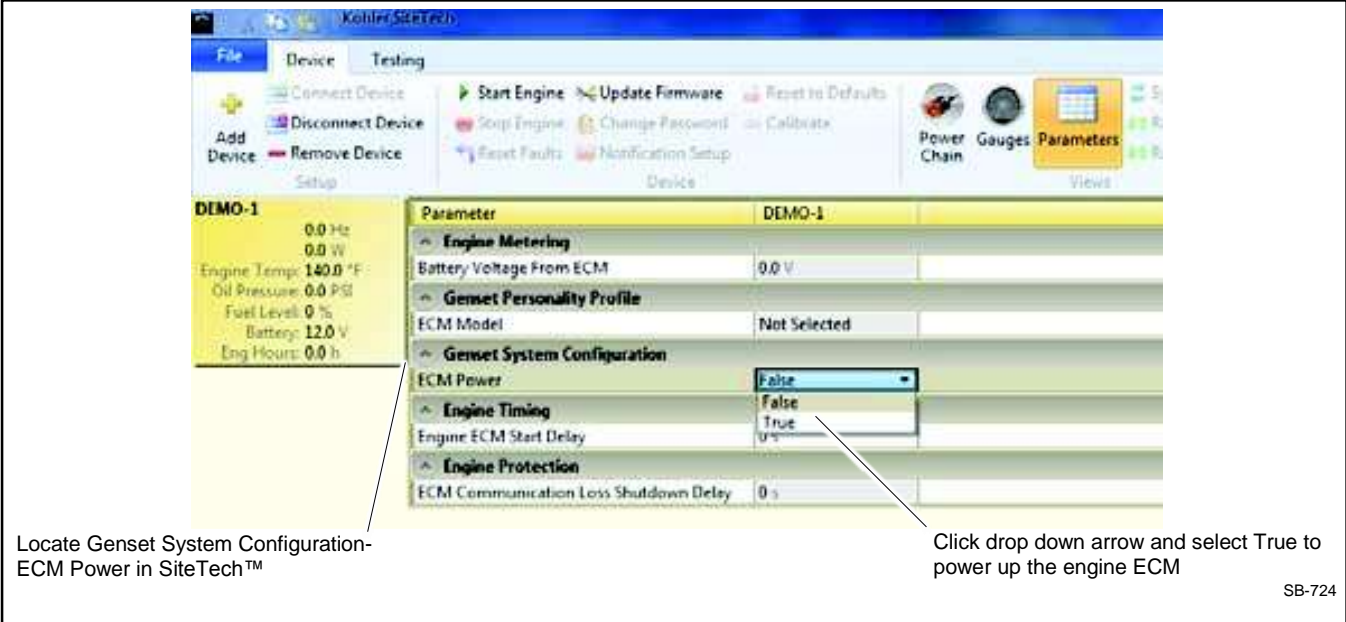 Kohler SiteTech
File Device Testing
Add Device
Connect Device
Disconnect Device
Remove Device
Setup
Start Engine
Stop Engine
Reset Faults
Update Firmware
Change Password
Notification Setup
Reset to Defaults
Calibrate
Device
Power Chain
Gauges
Parameters
Views
DEMO-1
0.0 Hz
0.0 W
Engine Temp: 140.0 °F
Oil Pressure: 0.0 PSI
Fuel Level: 0 %
Battery: 12.0 V
Eng Hours: 0.0 h
Parameter DEMO-1
Engine Metering
Battery Voltage From ECM 0.0 V
Genset Personality Profile
ECM Model Not Selected
Genset System Configuration
ECM Power False
False
True
Engine Timing
Engine ECM Start Delay 0 s
Engine Protection
ECM Communication Loss Shutdown Delay 0 s
Locate Genset System Configuration-
ECM Power in SiteTech™
Click drop down arrow and select True to
power up the engine ECM
SB-724